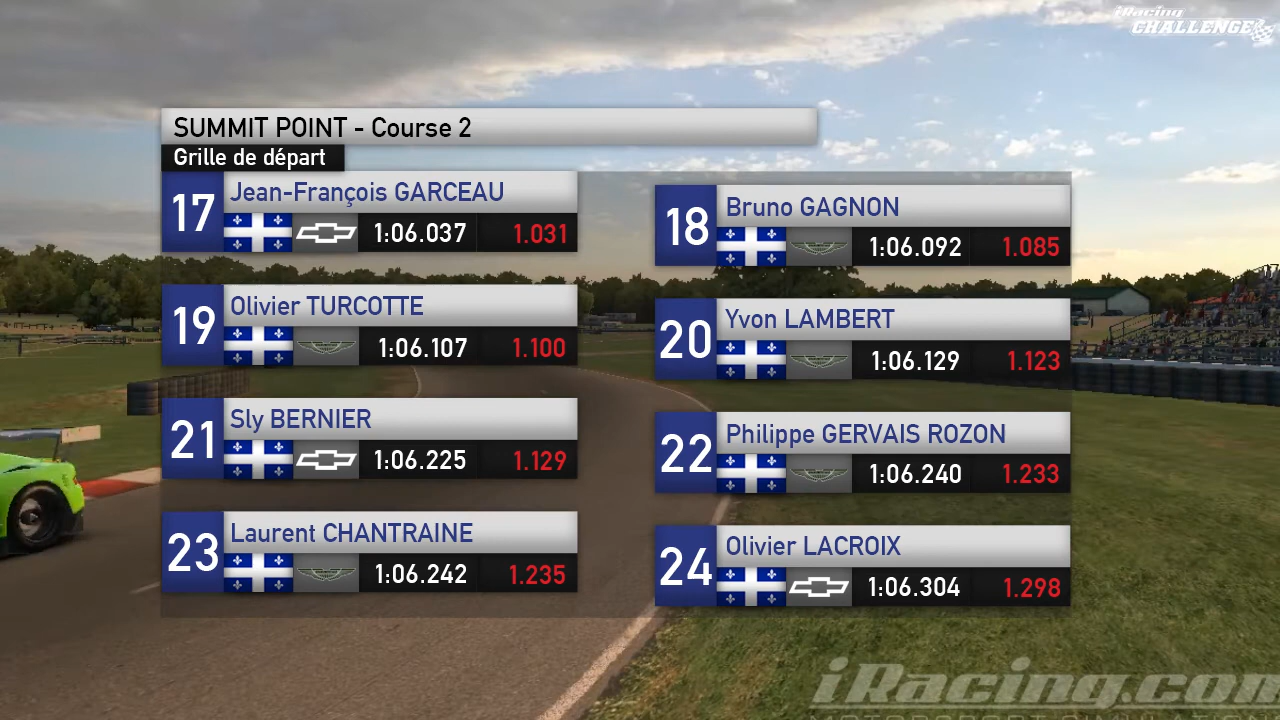 iRacing
CHALLENGE
SUMMIT POINT - Course 2
Grille de départ
17
Jean-François GARCEAU
1:06.037 1.031
18
Bruno GAGNON
1:06.092 1.085
19
Olivier TURCOTTE
1:06.107 1.100
20
Yvon LAMBERT
1:06.129 1.123
21
Sly BERNIER
1:06.225 1.129
22
Philippe GERVAIS ROZON
1:06.240 1.233
23
Laurent CHANTRAINE
1:06.242 1.235
24
Olivier LACROIX
1:06.304 1.298
iRacing.com